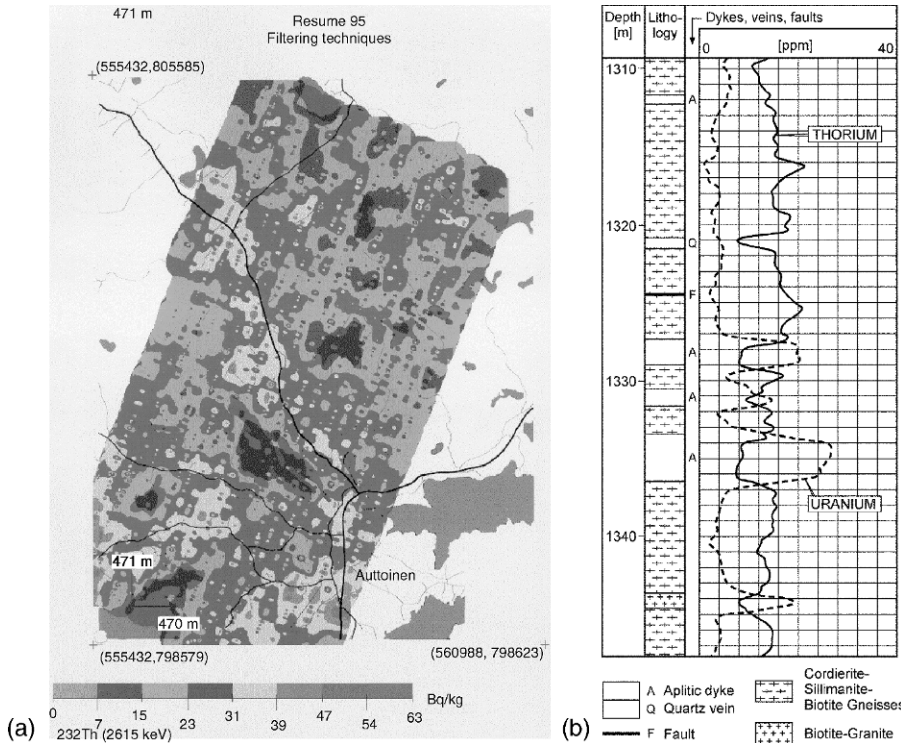 471 m
Resume 95
Filtering techniques
(555432,805585)
Auttoinen
471 m
470 m
(555432,798579)
(560988, 798623)
Bq/kg
0 7 15 23 31 39 47 54 63
232Th (2615 keV)
(a)
Depth
[m]
Litho-
logy
Dykes, veins, faults
0 [ppm] 40
1310
A
THORIUM
1320
Q
F
A
1330
A
A
URANIUM
1340
A Aplitic dyke
Q Quartz vein
F Fault
Cordierite-
Sillimanite-
Biotite Gneisses
Biotite-Granite
(b)